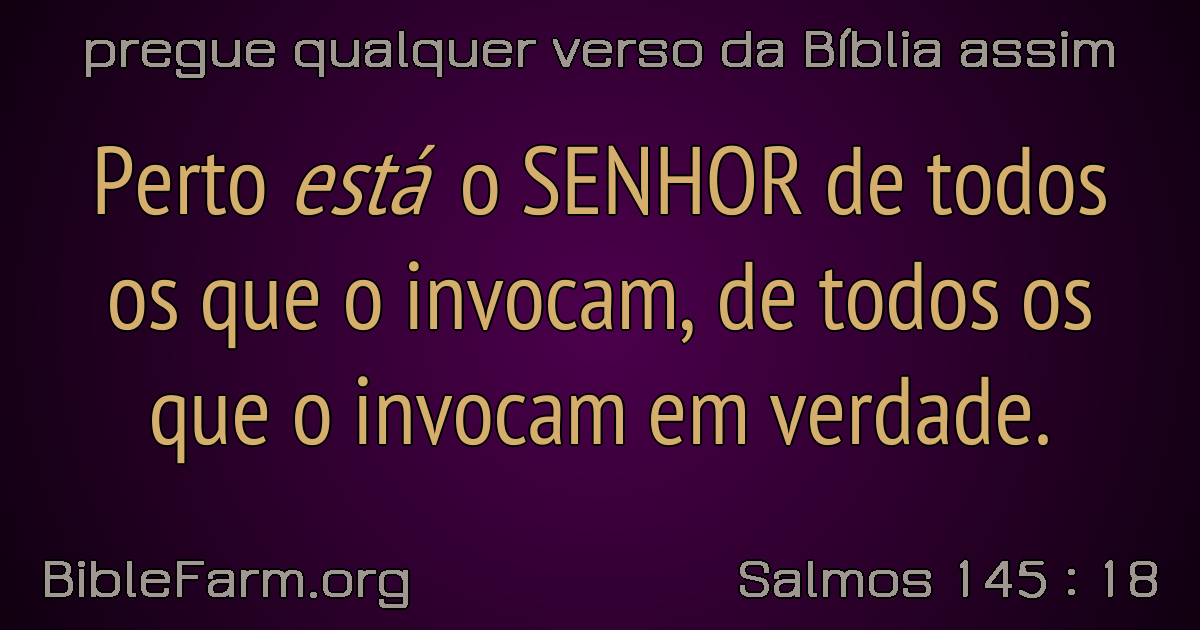 pregue qualquer verso da Bíblia assim
Perto está o SENHOR de todos
os que o invocam, de todos os
que o invocam em verdade.
BibleFarm.org
Salmos 145 : 18